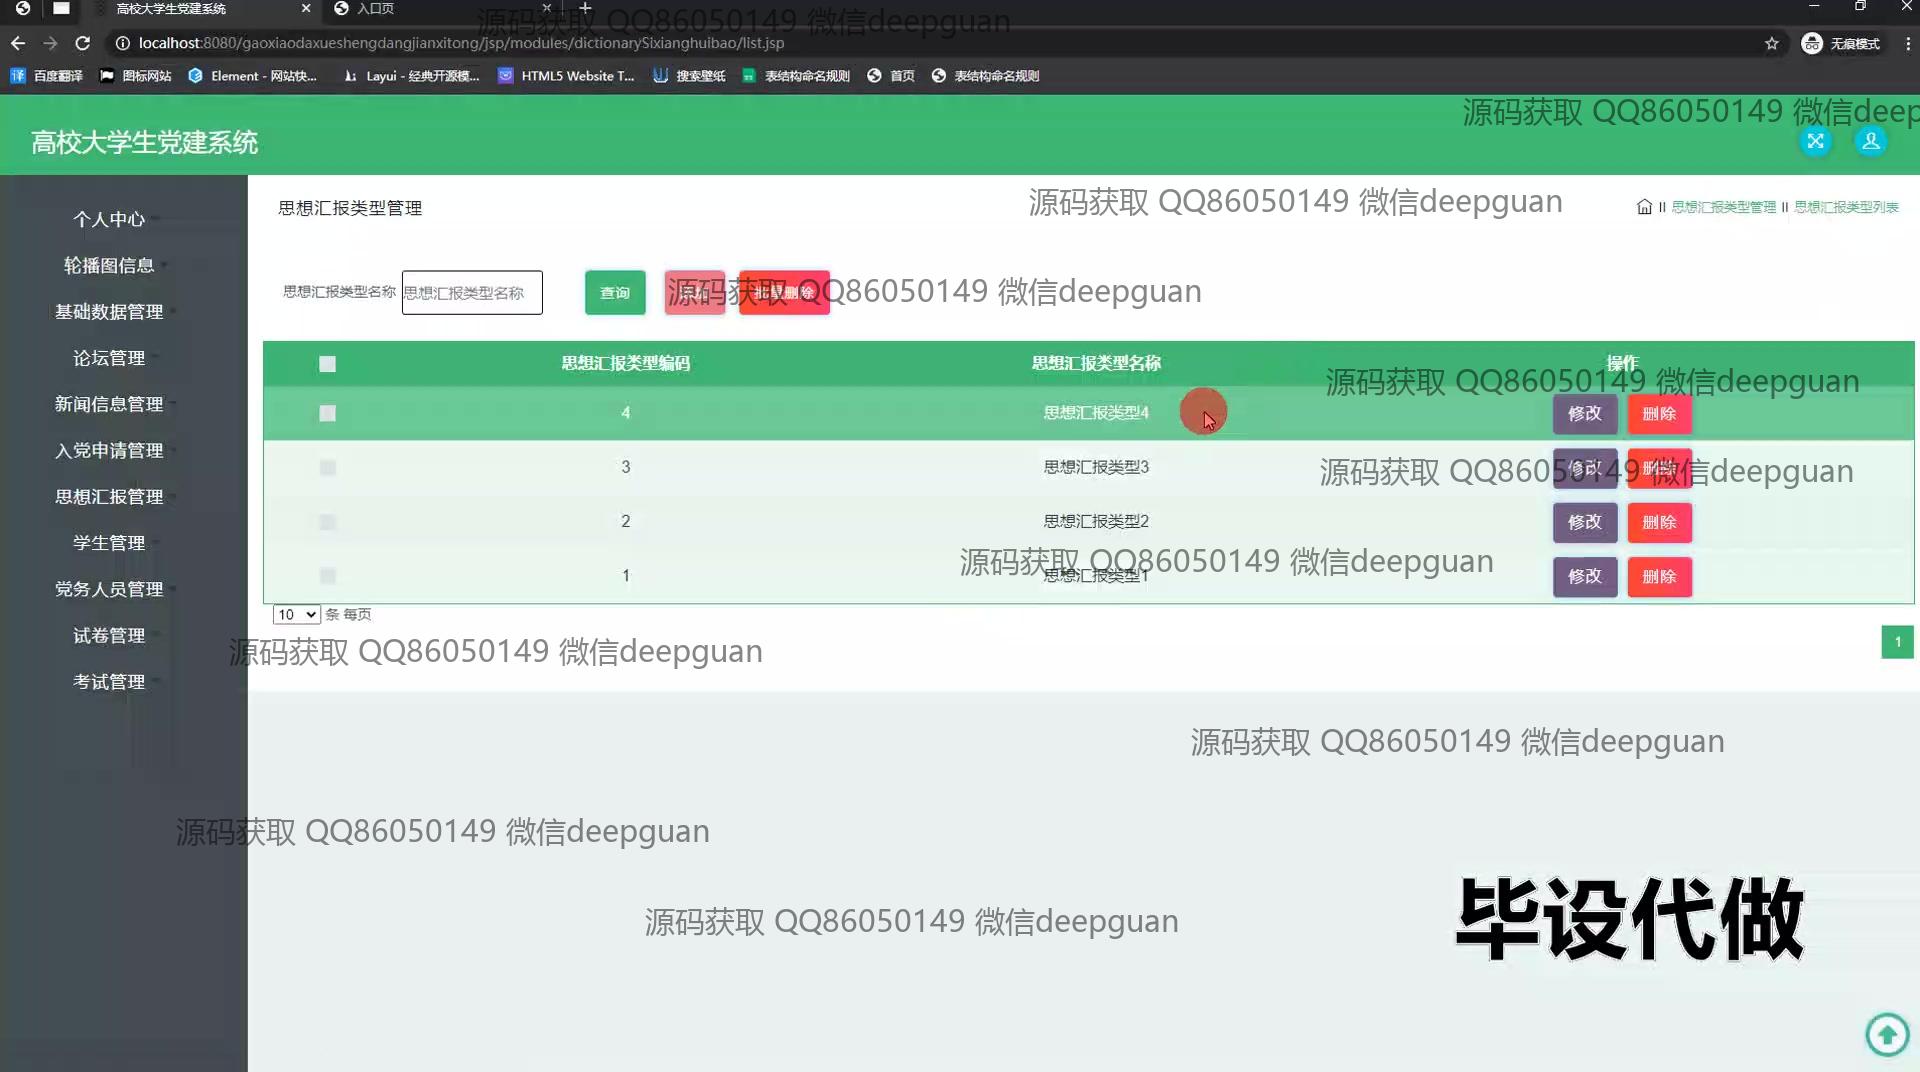 高校大学生党建系统
入口页
源码获取 QQ86050149 微信deepguan
localhost:8080/gaoxiaodaxueshengdangjianxitong/jsp/modules/dictionarySixianghuibao/list.jsp
无痕模式
百度翻译
图标网站
Element - 网站快...
Layui - 经典开源模...
HTML5 Website T...
搜索壁纸
表结构命名规则
首页
表结构命名规则
源码获取 QQ86050149 微信deep
高校大学生党建系统
个人中心
轮播图信息
基础数据管理
论坛管理
新闻信息管理
入党申请管理
思想汇报管理
学生管理
党务人员管理
试卷管理
考试管理
思想汇报类型管理
源码获取 QQ86050149 微信deepguan
思想汇报类型管理
思想汇报类型列表
思想汇报类型名称
思想汇报类型名称
查询
批量删除
源码获取 QQ86050149 微信deepguan
思想汇报类型编码
思想汇报类型名称
操作
源码获取 QQ86050149 微信deepguan
4
思想汇报类型4
修改
删除
3
思想汇报类型3
修改
删除
源码获取 QQ86050149 微信deepguan
2
思想汇报类型2
修改
删除
源码获取 QQ86050149 微信deepguan
1
思想汇报类型1
修改
删除
10
条 每页
1
源码获取 QQ86050149 微信deepguan
源码获取 QQ86050149 微信deepguan
源码获取 QQ86050149 微信deepguan
源码获取 QQ86050149 微信deepguan
毕设代做